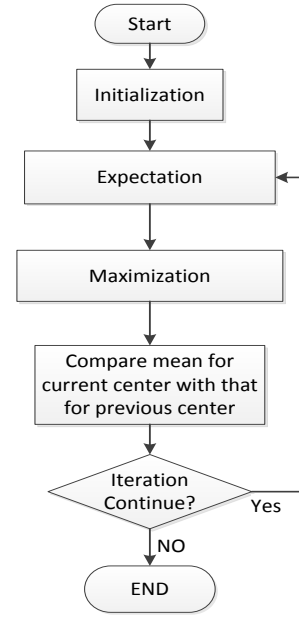 Start
Initialization
Expectation
Maximization
Compare mean for
current center with that
for previous center
Iteration
Continue?
Yes
NO
END